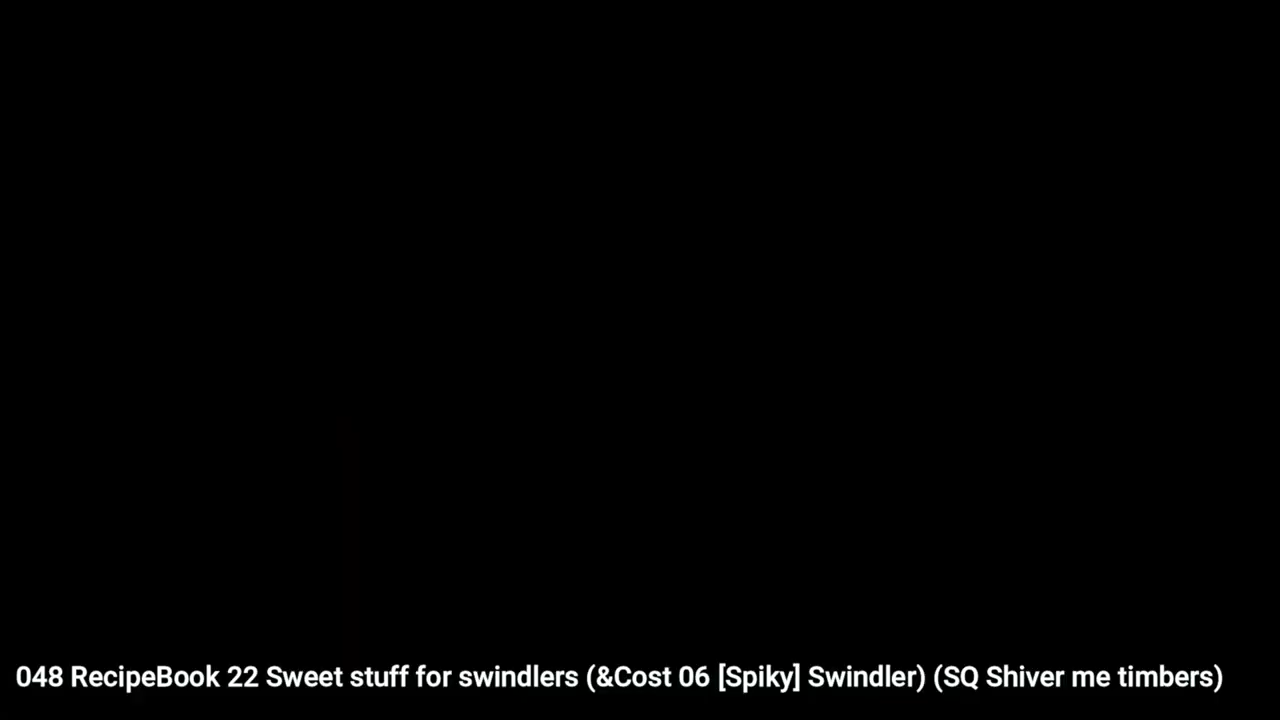 048 RecipeBook 22 Sweet stuff for swindlers (&Cost 06 [Spiky] Swindler) (SQ Shiver me timbers)